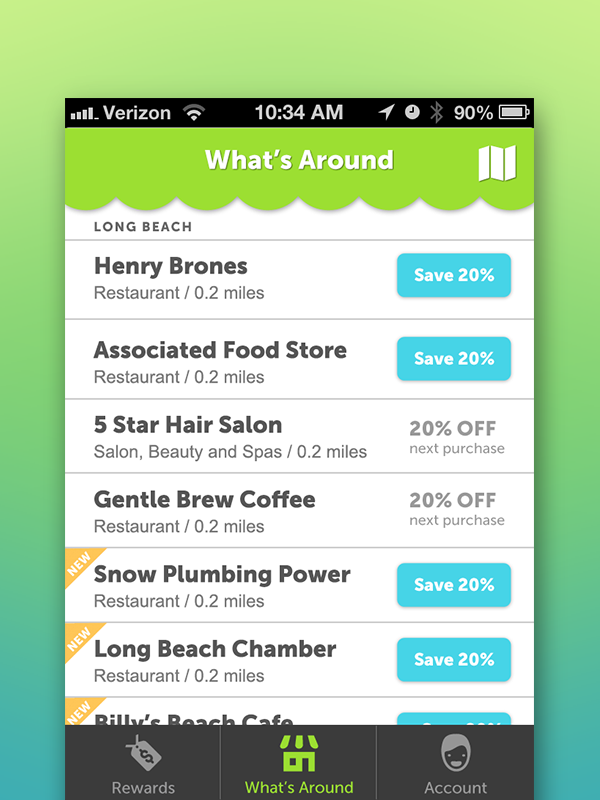 Verizon 10:34 AM 90%
What's Around
LONG BEACH
Henry Brones
Restaurant / 0.2 miles
Save 20%
Associated Food Store
Restaurant / 0.2 miles
Save 20%
5 Star Hair Salon
Salon, Beauty and Spas / 0.2 miles
20% OFF
next purchase
Gentle Brew Coffee
Restaurant / 0.2 miles
20% OFF
next purchase
NEW
Snow Plumbing Power
Restaurant / 0.2 miles
Save 20%
NEW
Long Beach Chamber
Restaurant / 0.2 miles
Save 20%
NEW
Billy's Beach Cafe
Save 20%
Rewards
What's Around
Account